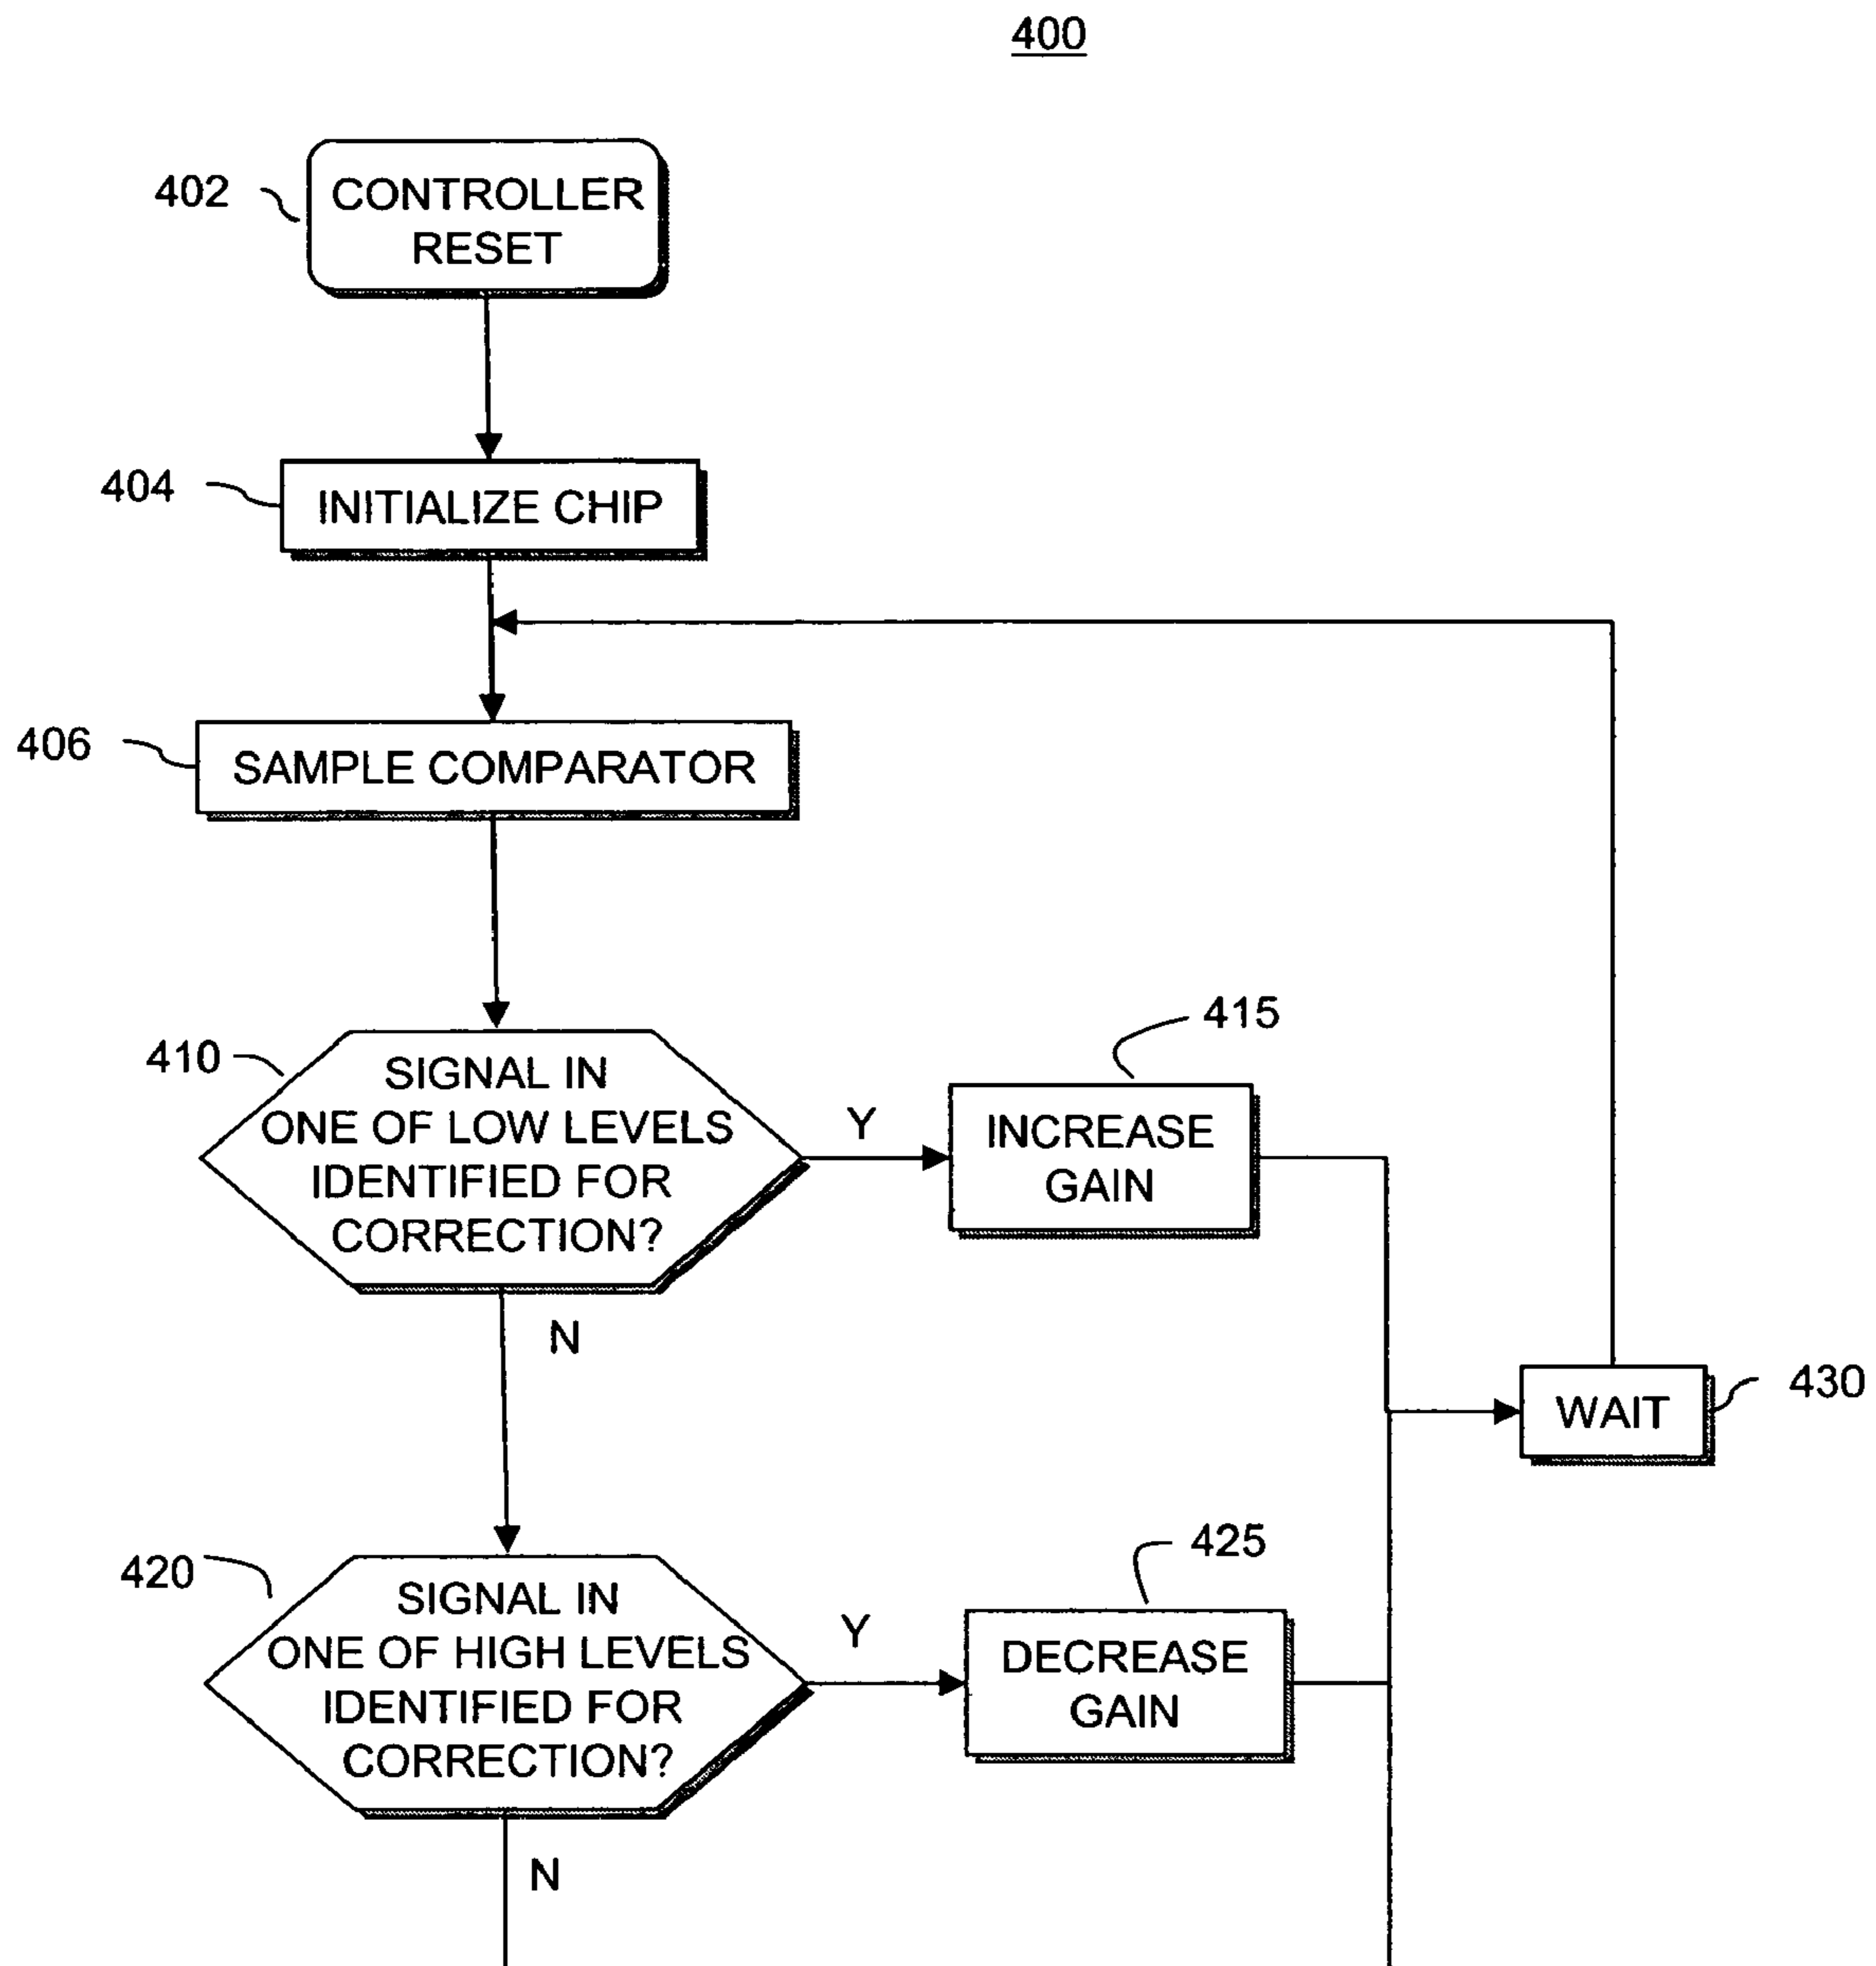 400
402
CONTROLLER
RESET
404
INITIALIZE CHIP
406
SAMPLE COMPARATOR
410
SIGNAL IN
ONE OF LOW LEVELS
IDENTIFIED FOR
CORRECTION?
Y
415
INCREASE
GAIN
N
WAIT
430
420
SIGNAL IN
ONE OF HIGH LEVELS
IDENTIFIED FOR
CORRECTION?
Y
425
DECREASE
GAIN
N